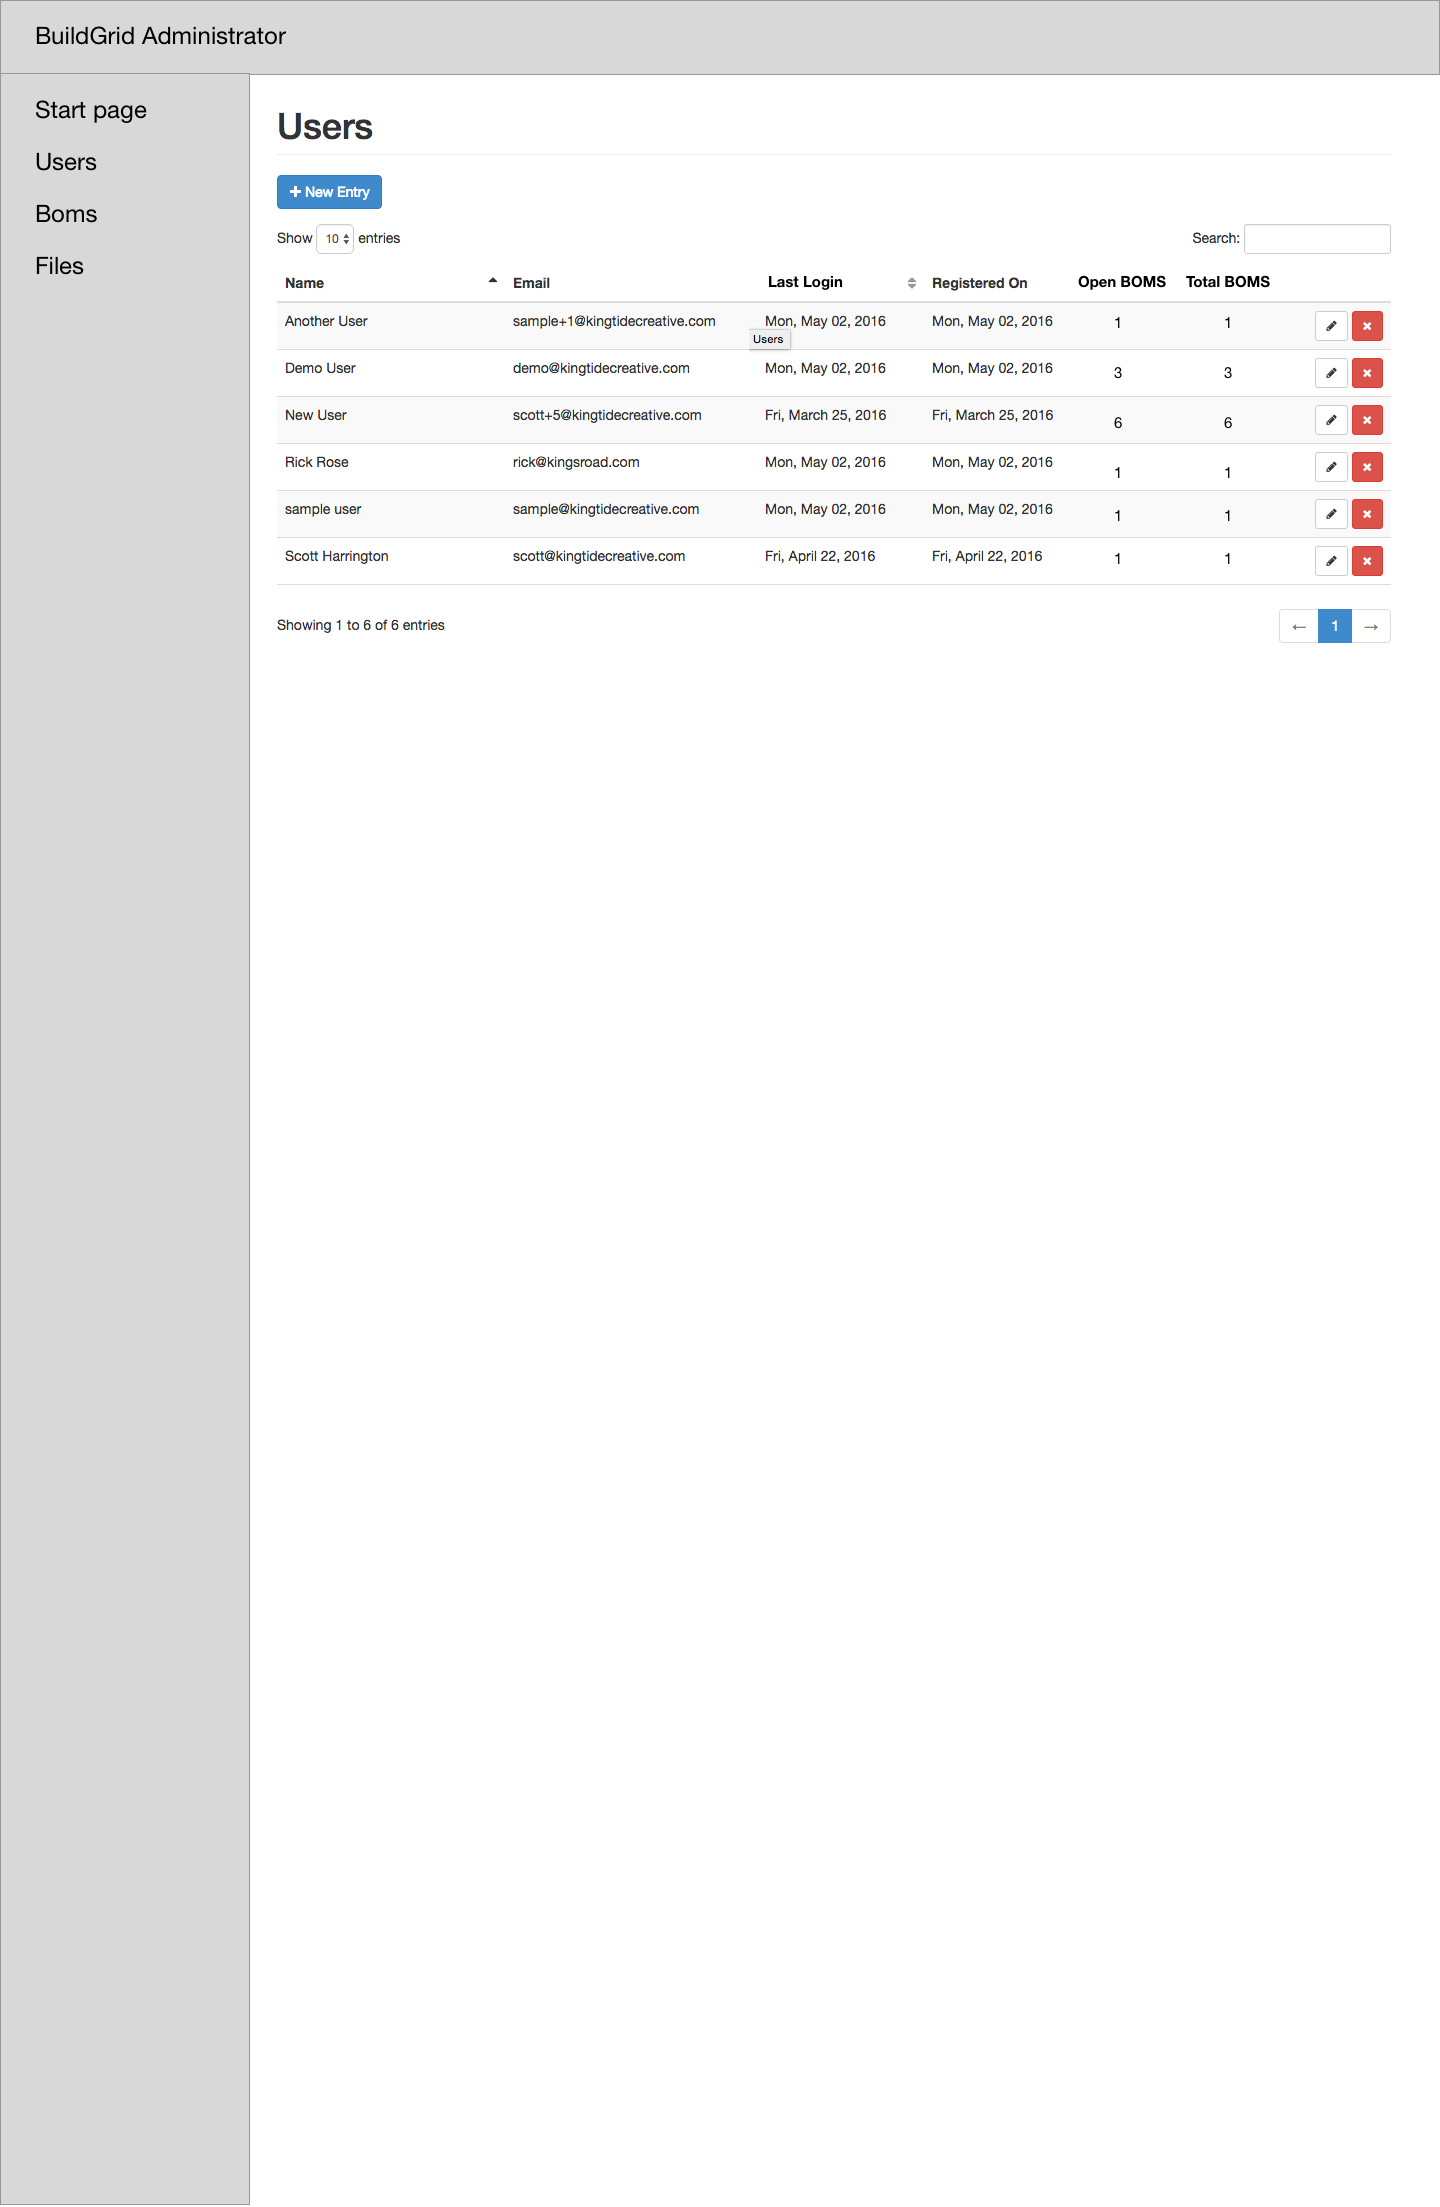 BuildGrid Administrator
Start page
Users
Boms
Files
Users
New Entry
Show 10 entries
Search:
Name Email Last Login Registered On Open BOMS Total BOMS
Another User sample+1@kingtidecreative.com Mon, May 02, 2016 Mon, May 02, 2016 1 1
Users
Demo User demo@kingtidecreative.com Mon, May 02, 2016 Mon, May 02, 2016 3 3
New User scott+5@kingtidecreative.com Fri, March 25, 2016 Fri, March 25, 2016 6 6
Rick Rose rick@kingsroad.com Mon, May 02, 2016 Mon, May 02, 2016 1 1
sample user sample@kingtidecreative.com Mon, May 02, 2016 Mon, May 02, 2016 1 1
Scott Harrington scott@kingtidecreative.com Fri, April 22, 2016 Fri, April 22, 2016 1 1
Showing 1 to 6 of 6 entries
← 1 →